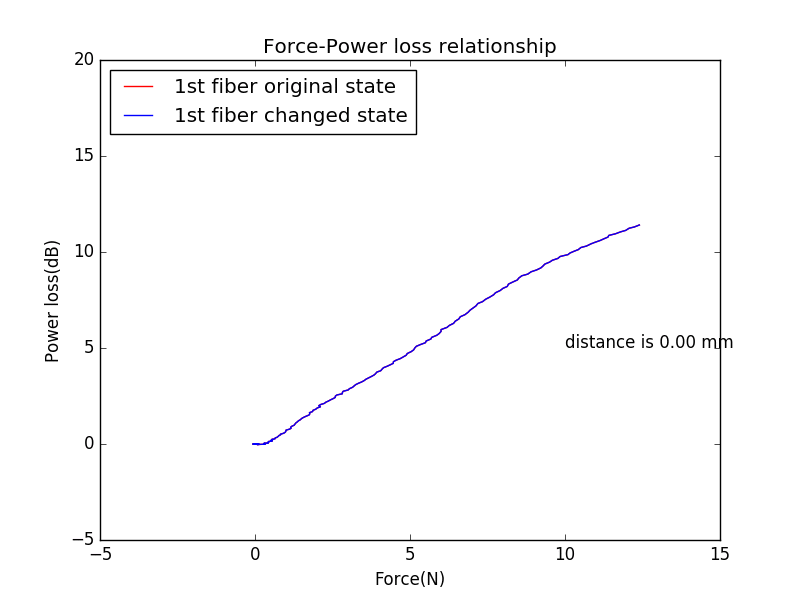 Force-Power loss relationship
20
1st fiber original state
1st fiber changed state
15
10
Power loss(dB)
5
distance is 0.00 mm
0
−5
−5 0 5 10 15
Force(N)